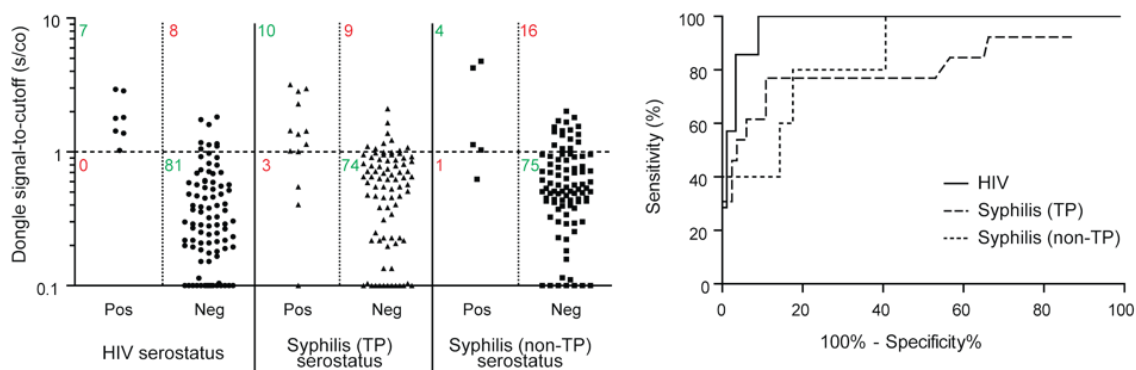 7
8
10
9
4
16
10
1
0.1
0
81
3
74
1
75
Dongle signal-to-cutoff (s/co)
Pos
Neg
Pos
Neg
Pos
Neg
HIV serostatus
Syphilis (TP)
serostatus
Syphilis (non-TP)
serostatus
100
80
60
40
20
0
Sensitivity (%)
HIV
Syphilis (TP)
Syphilis (non-TP)
0
20
40
60
80
100
100% - Specificity%